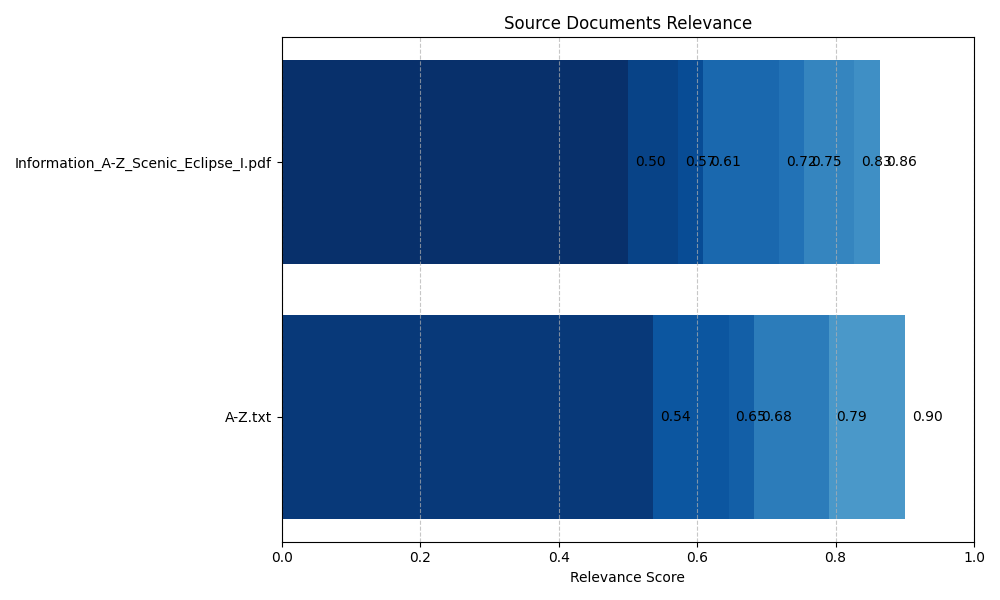 Source Documents Relevance
Information_A-Z_Scenic_Eclipse_I.pdf
0.50 0.57 0.61 0.72 0.75 0.83 0.86
A-Z.txt
0.54 0.65 0.68 0.79 0.90
0.0 0.2 0.4 0.6 0.8 1.0
Relevance Score